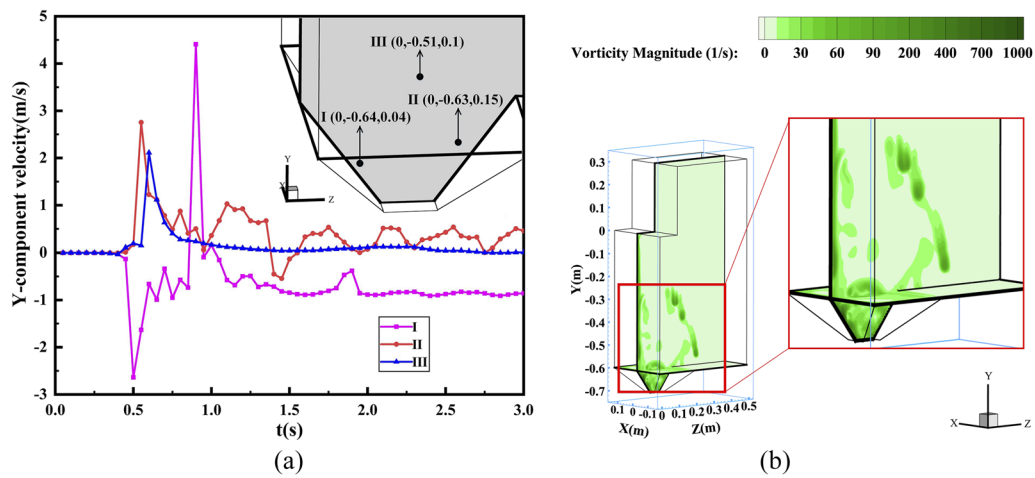 5
4
3
2
1
0
-1
-2
-3
Y-component velocity(m/s)
0.0 0.5 1.0 1.5 2.0 2.5 3.0
t(s)
III (0,-0.51,0.1)
II (0,-0.63,0.15)
I (0,-0.64,0.04)
Y
X
Z
I
II
III
(a)
Vorticity Magnitude (1/s):
0 30 60 90 200 400 600 1000
0.3
0.2
0.1
0
-0.1
-0.2
-0.3
-0.4
-0.5
-0.6
-0.7
Y(m)
0.1 0 -0.1
X(m)
0 0.1 0.2 0.3 0.4 0.5
Z(m)
Y
X
Z
(b)